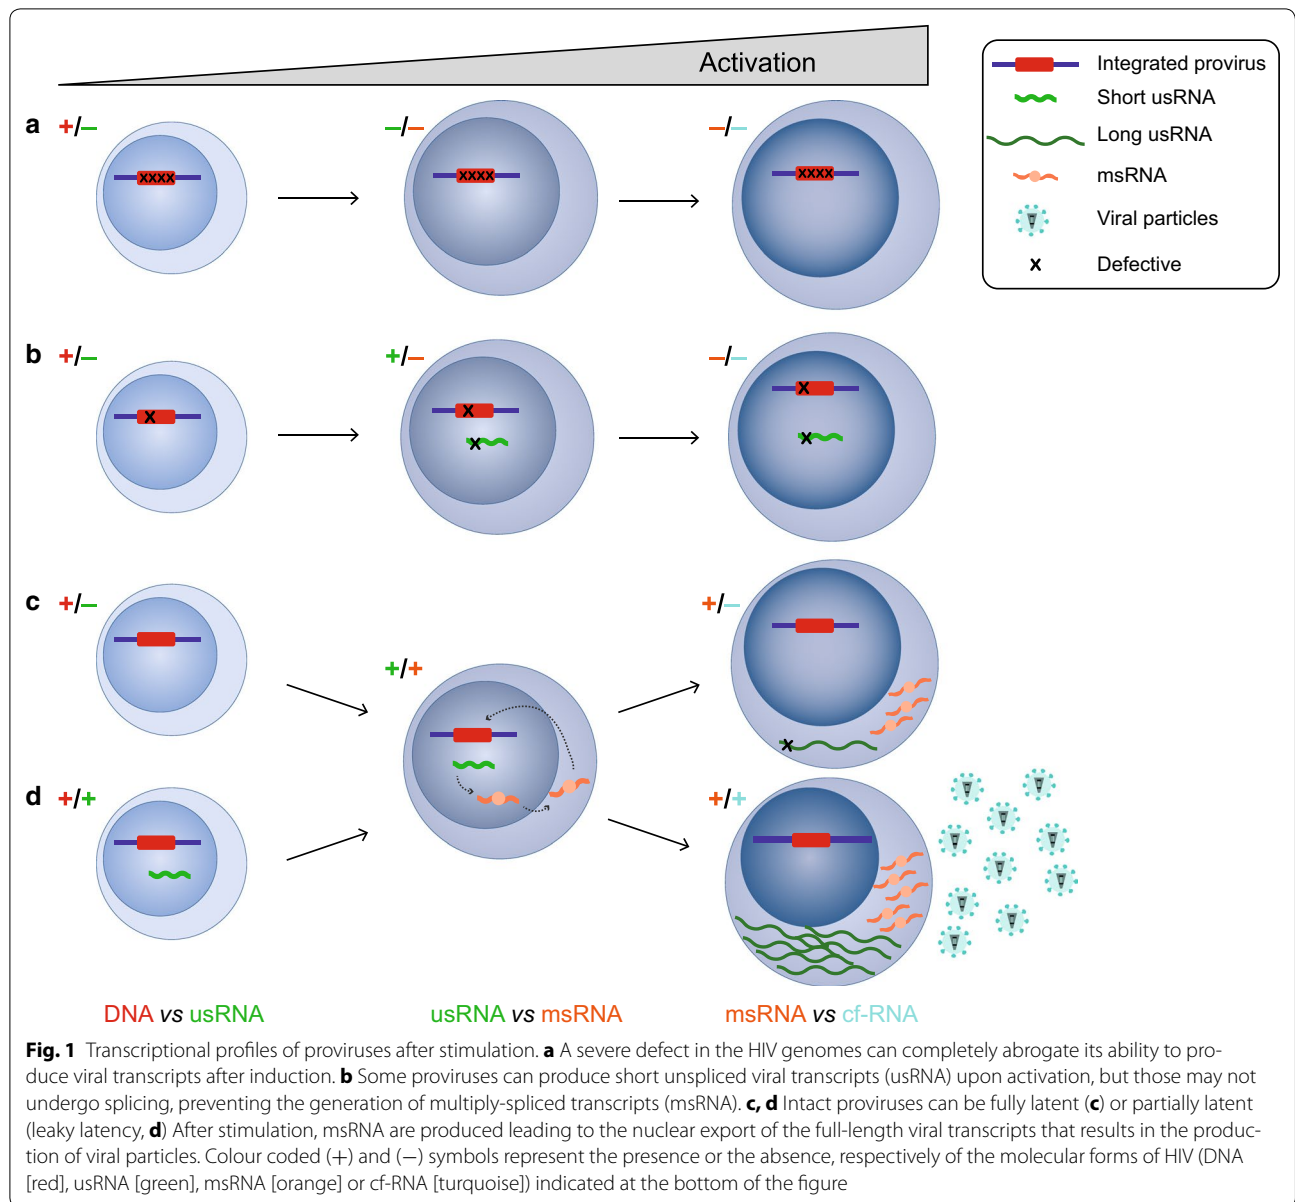 Activation
Integrated provirus
Short usRNA
Long usRNA
msRNA
Viral particles
x Defective
a +/– –/– –/–
xxxx xxxx xxxx
b +/– +/– –/–
x x x
x x
c +/– +/–
+/+
x
d +/+ +/+
DNA vs usRNA usRNA vs msRNA msRNA vs cf-RNA
Fig. 1 Transcriptional profiles of proviruses after stimulation. a A severe defect in the HIV genomes can completely abrogate its ability to pro-
duce viral transcripts after induction. b Some proviruses can produce short unspliced viral transcripts (usRNA) upon activation, but those may not
undergo splicing, preventing the generation of multiply-spliced transcripts (msRNA). c, d Intact proviruses can be fully latent (c) or partially latent
(leaky latency, d) After stimulation, msRNA are produced leading to the nuclear export of the full-length viral transcripts that results in the produc-
tion of viral particles. Colour coded (+) and (−) symbols represent the presence or the absence, respectively of the molecular forms of HIV (DNA
[red], usRNA [green], msRNA [orange] or cf-RNA [turquoise]) indicated at the bottom of the figure